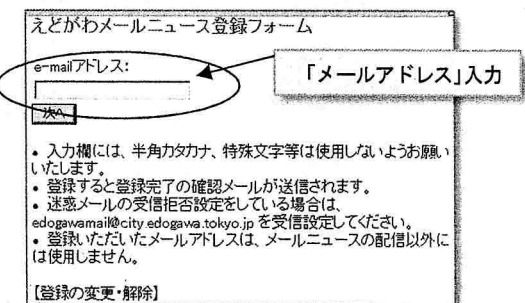 えどがわメールニュース登録フォーム
e-mailアドレス:
「メールアドレス」入力
次へ
• 入力欄には、半角カタカナ、特殊文字等は使用しないようお願い
いたします。
• 登録すると登録完了の確認メールが送信されます。
• 迷惑メールの受信拒否設定をしている場合は、
edogawamail@city.edogawa.tokyo.jp を受信設定してください。
• 登録いただいたメールアドレスは、メールニュースの配信以外に
は使用しません。
【登録の変更・解除】